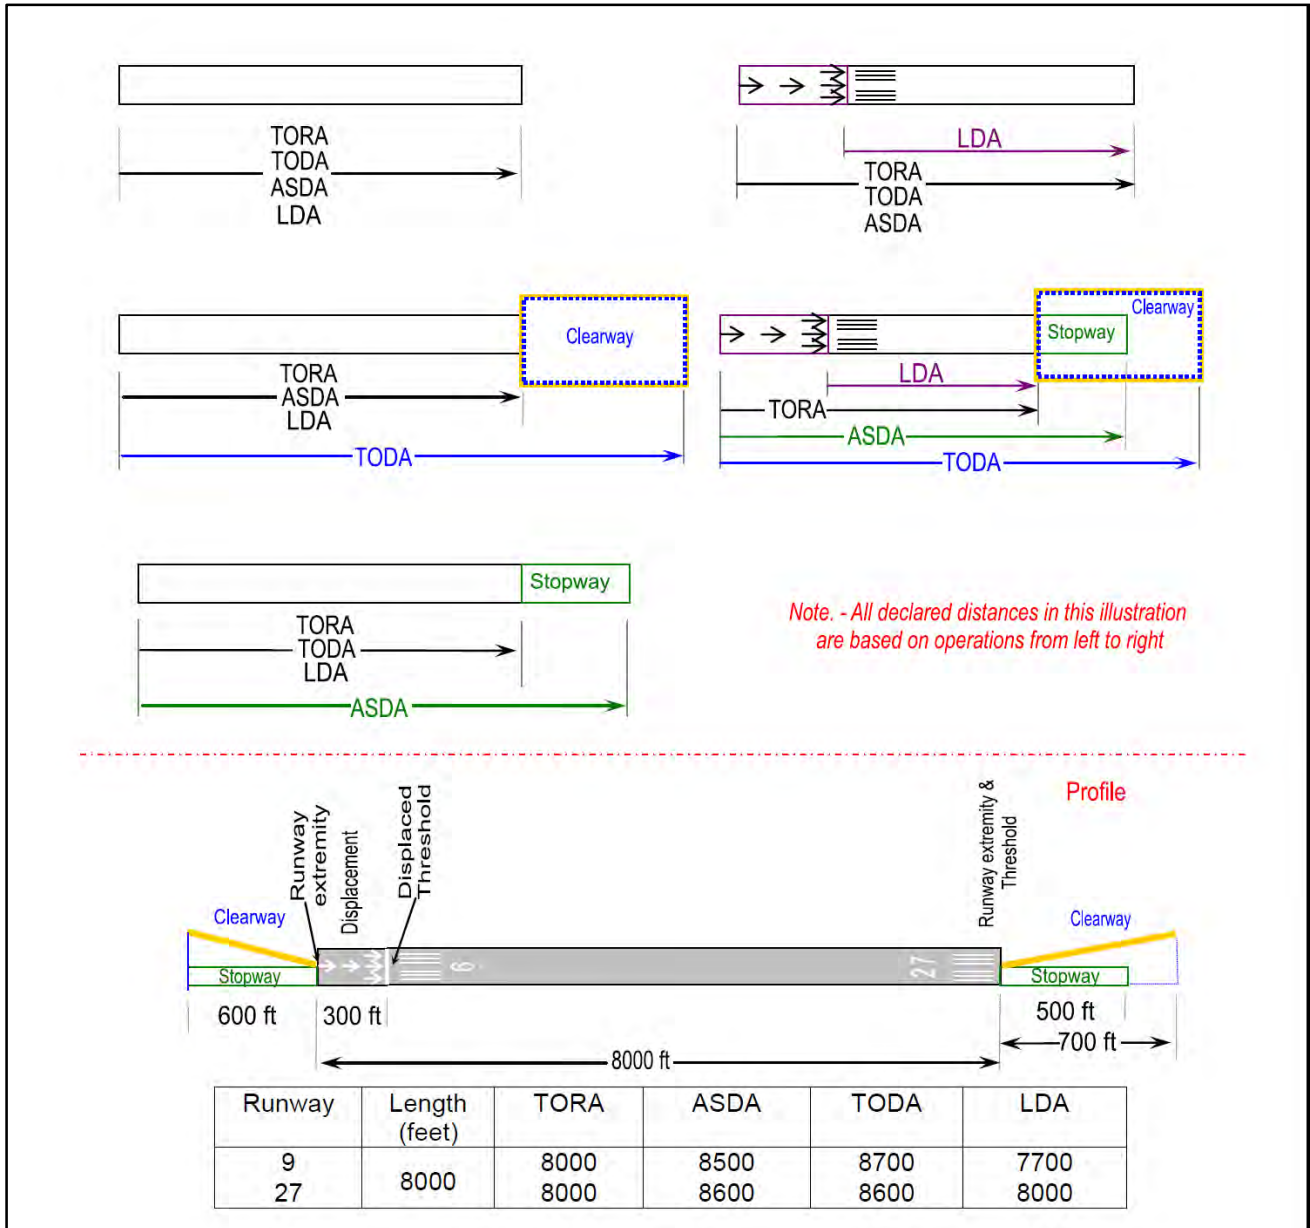 TORA
TODA
ASDA
LDA
LDA
TORA
TODA
ASDA
Clearway
TORA
ASDA
LDA
TODA
Clearway
Stopway
LDA
TORA
ASDA
TODA
Stopway
TORA
TODA
LDA
ASDA
Note. - All declared distances in this illustration
are based on operations from left to right
Profile
Runway
extremity
Displacement
Displaced
Threshold
Runway extremity &
Threshold
Clearway
Clearway
Stopway
9
27
Stopway
600 ft
300 ft
500 ft
700 ft
8000 ft
Runway Length TORA ASDA TODA LDA
(feet)
9 8000 8000 8500 8700 7700
27 8000 8600 8600 8000